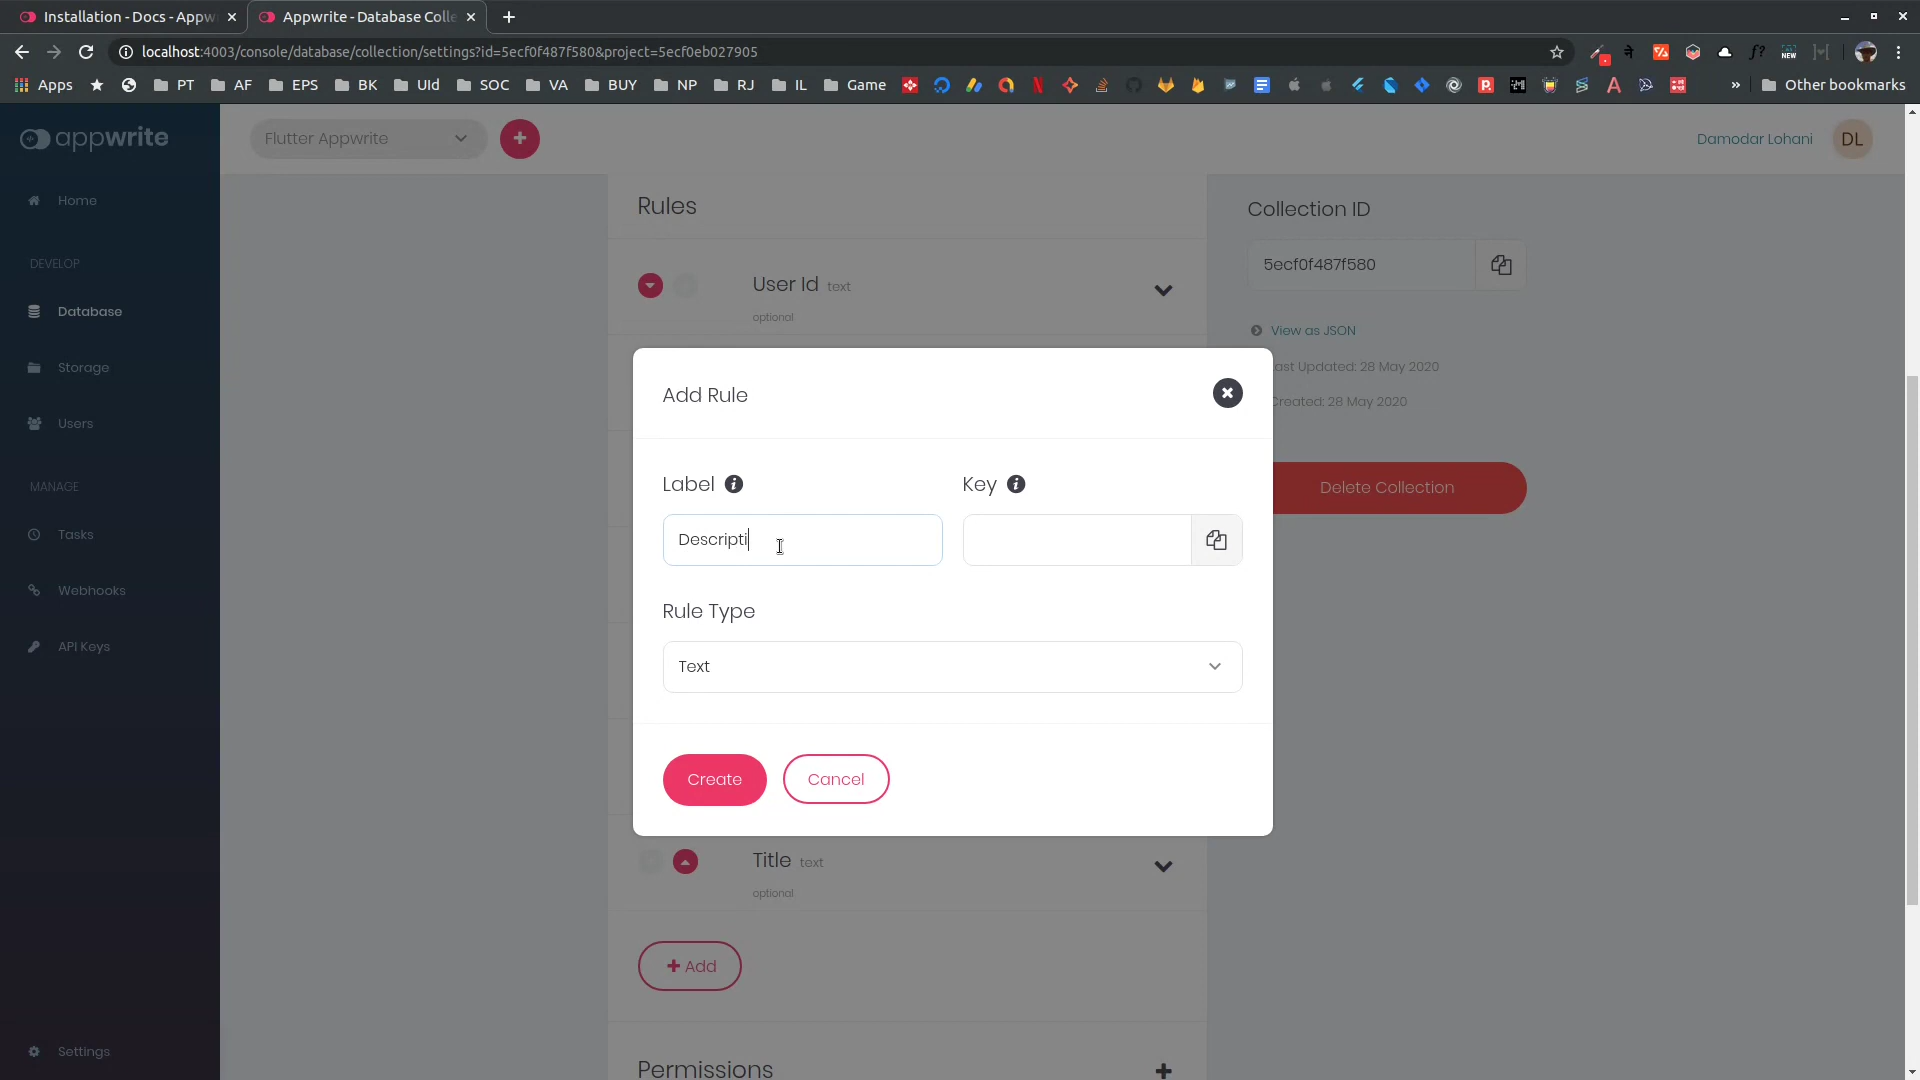 Installation - Docs - Appw
Appwrite - Database Colle
localhost:4003/console/database/collection/settings?id=5ecf0f487f580&project=5ecf0eb027905
Apps
PT
AF
EPS
BK
UId
SOC
VA
BUY
NP
RJ
IL
Game
Other bookmarks
appwrite
Flutter Appwrite
Damodar Lohani
DL
Home
DEVELOP
Database
Storage
Users
MANAGE
Tasks
Webhooks
API Keys
Settings
Rules
User Id text
optional
Collection ID
5ecf0f487f580
View as JSON
ast Updated: 28 May 2020
Created: 28 May 2020
Delete Collection
Add Rule
Label
Key
Descripti
Rule Type
Text
Create
Cancel
Title text
optional
Add
Permissions